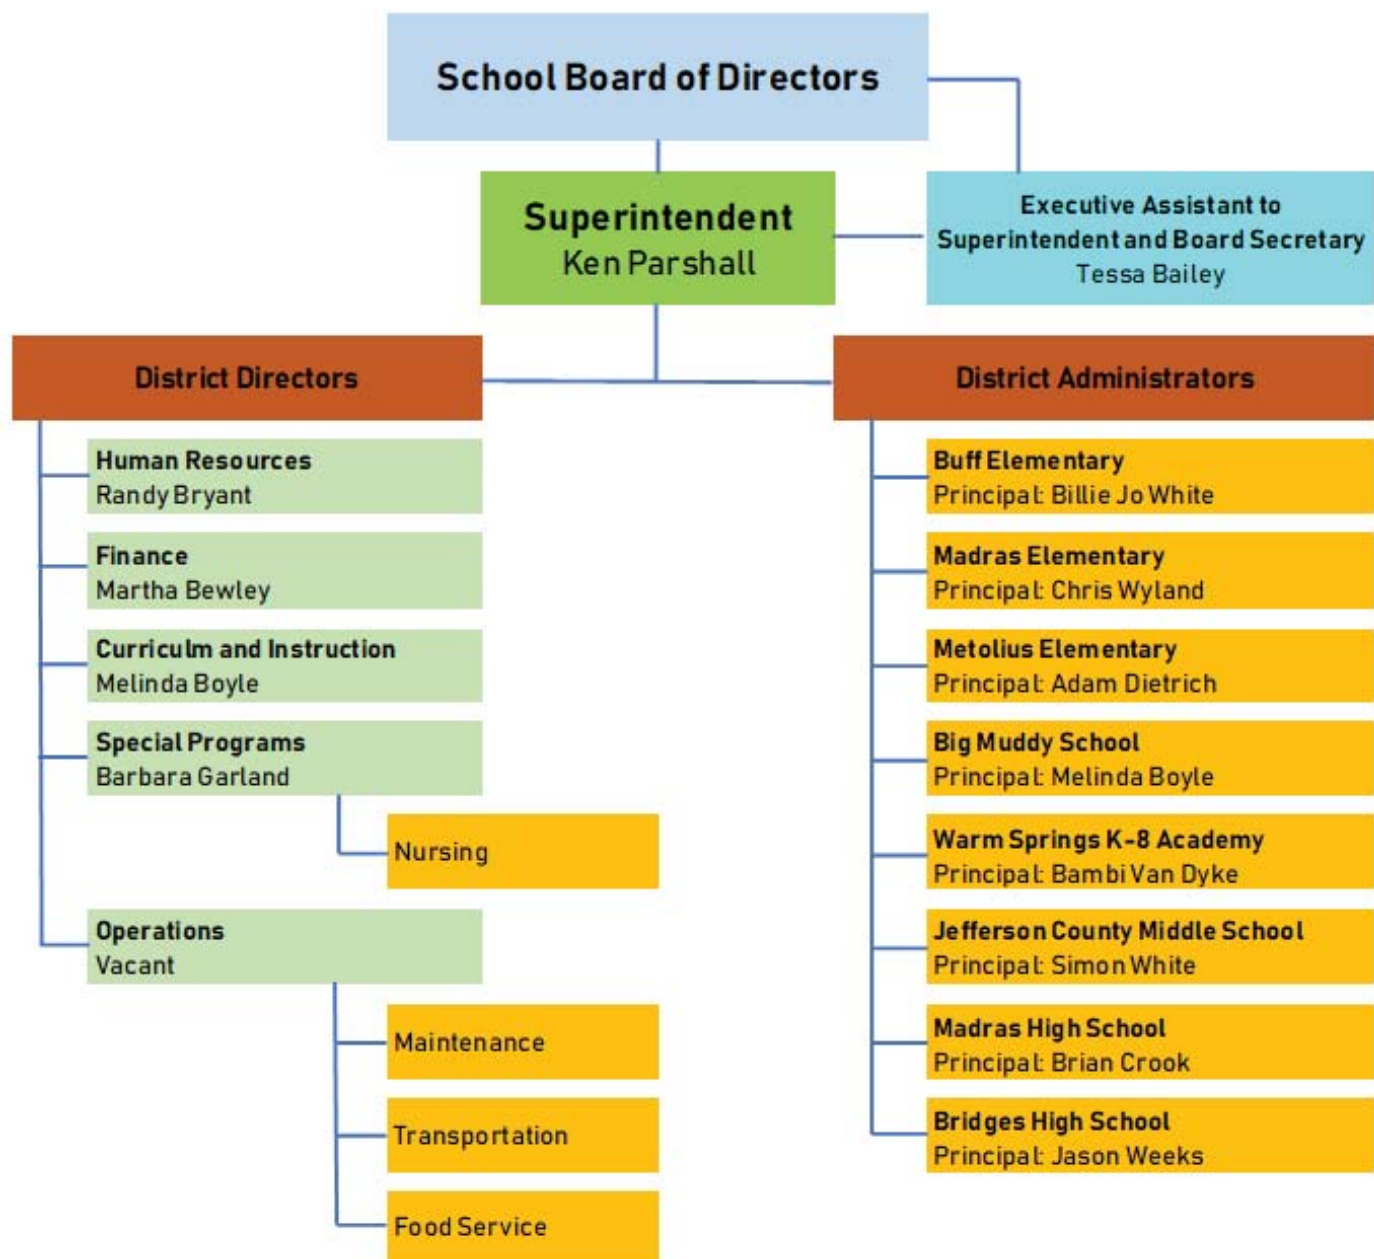 School Board of Directors
Superintendent
Ken Parshall
Executive Assistant to
Superintendent and Board Secretary
Tessa Bailey
District Directors
Human Resources
Randy Bryant
Finance
Martha Bewley
Curriculm and Instruction
Melinda Boyle
Special Programs
Barbara Garland
Nursing
Operations
Vacant
Maintenance
Transportation
Food Service
District Administrators
Buff Elementary
Principal: Billie Jo White
Madras Elementary
Principal: Chris Wyland
Metolius Elementary
Principal: Adam Dietrich
Big Muddy School
Principal: Melinda Boyle
Warm Springs K-8 Academy
Principal: Bambi Van Dyke
Jefferson County Middle School
Principal: Simon White
Madras High School
Principal: Brian Crook
Bridges High School
Principal: Jason Weeks